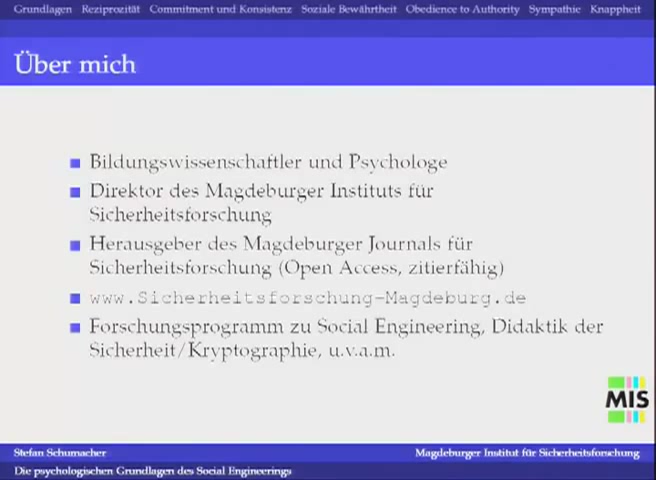 Grundlagen Reziprozität Commitment und Konsistenz Soziale Bewährtheit Obedience to Authority Sympathie Knappheit
Über mich
Bildungswissenschaftler und Psychologe
Direktor des Magdeburger Instituts für
Sicherheitsforschung
Herausgeber des Magdeburger Journals für
Sicherheitsforschung (Open Access, zitierfähig)
www.Sicherheitsforschung-Magdeburg.de
Forschungsprogramm zu Social Engineering, Didaktik der
Sicherheit/Kryptographie, u.v.a.m.
MIS
Stefan Schumacher Magdeburger Institut für Sicherheitsforschung
Die psychologischen Grundlagen des Social Engineerings